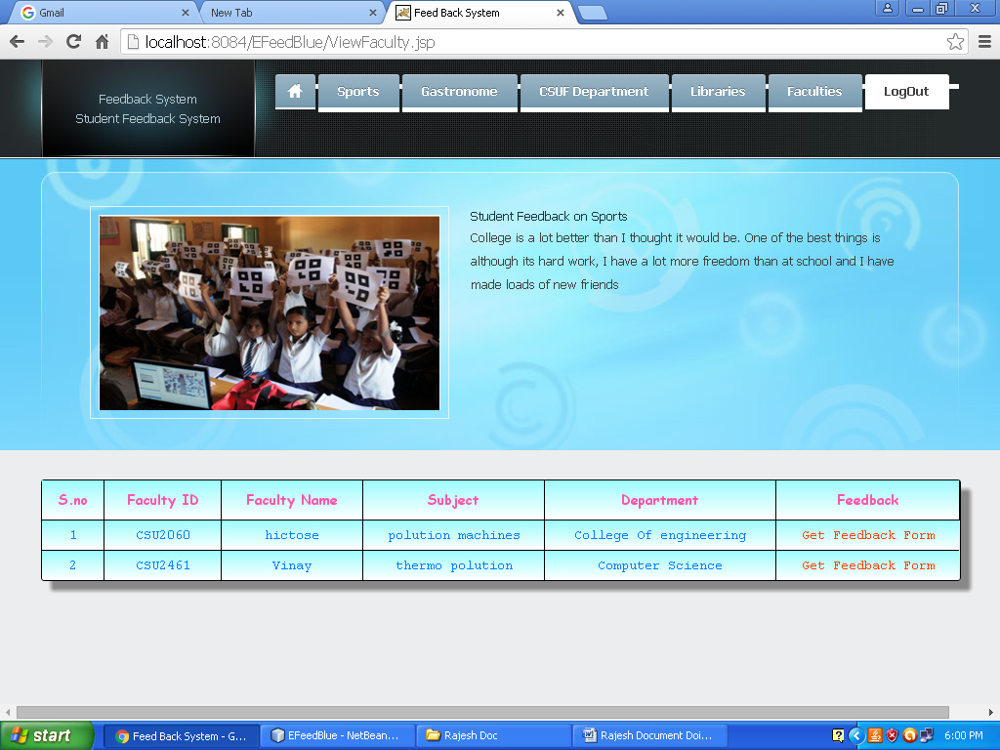 Gmail
New Tab
Feed Back System
localhost:8084/EFeedBlue/ViewFaculty.jsp
Feedback System
Student Feedback System
Sports
Gastronome
CSUF Department
Libraries
Faculties
LogOut
Student Feedback on Sports
College is a lot better than I thought it would be. One of the best things is
although its hard work, I have a lot more freedom than at school and I have
made loads of new friends
S.no Faculty ID Faculty Name Subject Department Feedback
1 CSU2060 hictose polution machines College Of engineering Get Feedback Form
2 CSU2461 Vinay thermo polution Computer Science Get Feedback Form
start
Feed Back System - G...
EFeedBlue - NetBean...
Rajesh Doc
Rajesh Document Doi...
6:00 PM